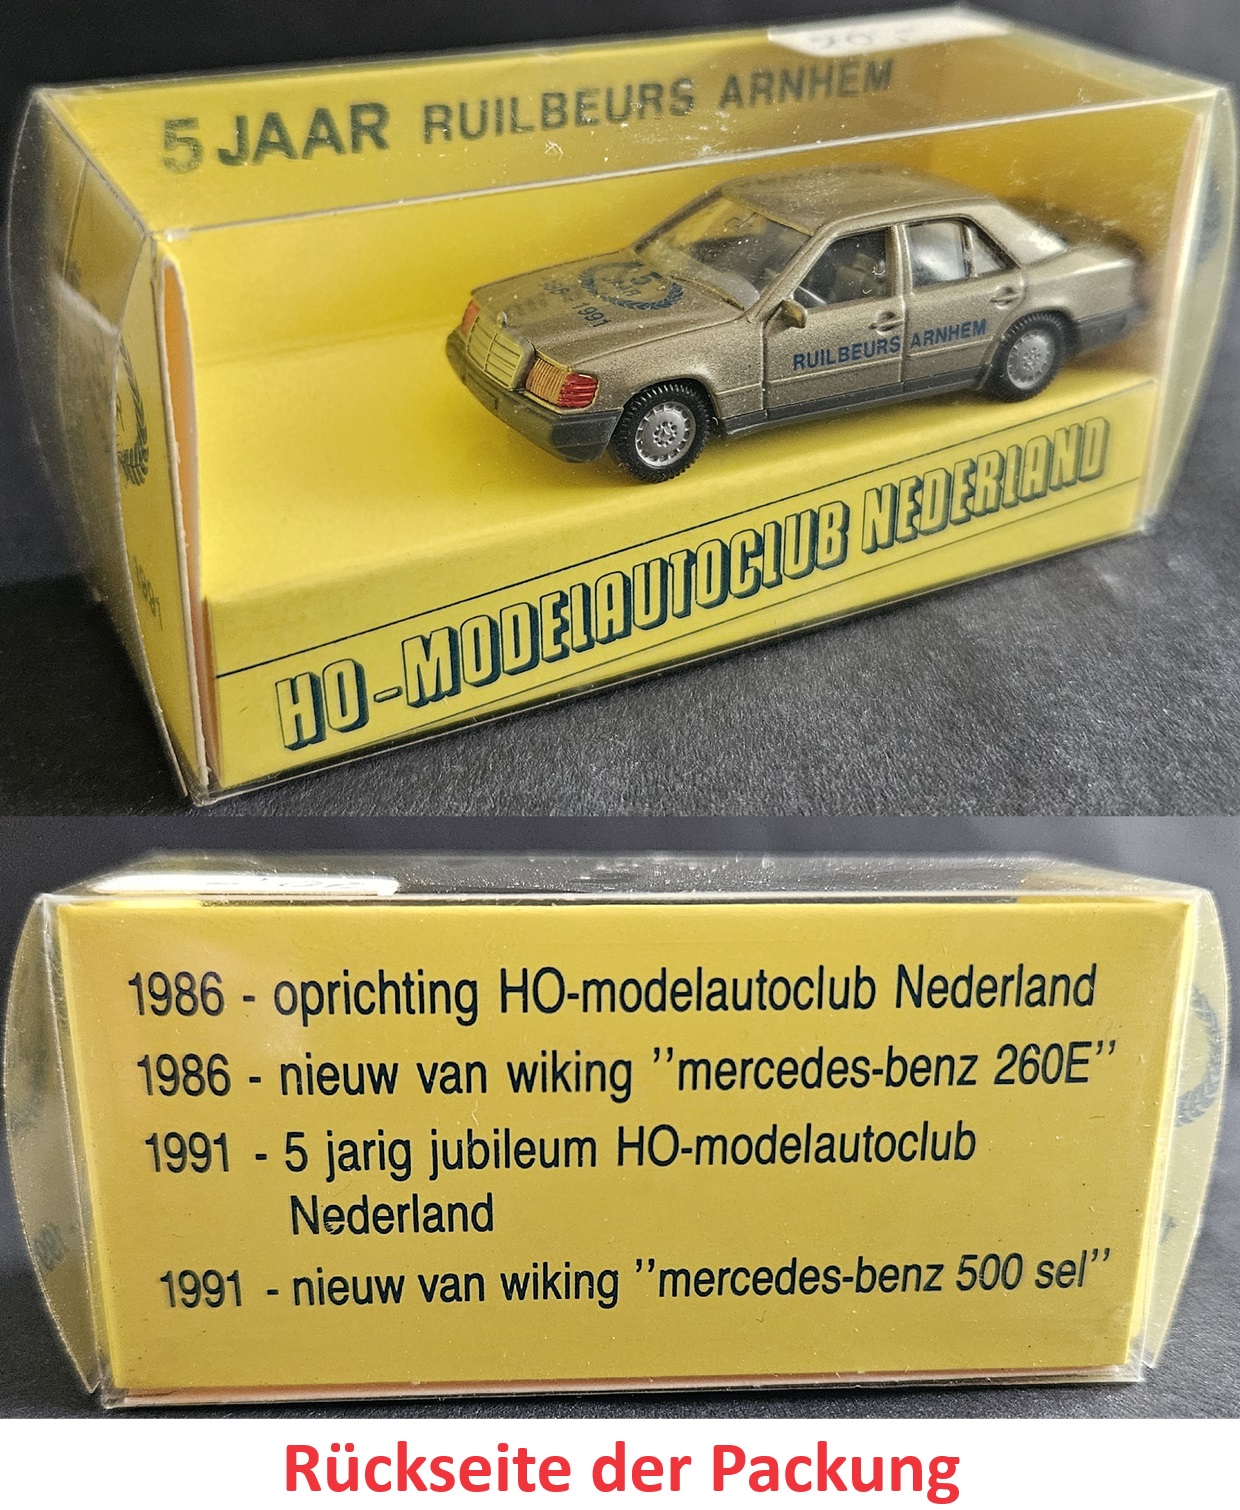 5 JAAR RUILBEURS ARNHEM
5
JAAR
1991
RUILBEURS ARNHEM
HO-MODELAUTOCLUB NEDERLAND
1986 - oprichting HO-modelautoclub Nederland
1986 - nieuw van wiking ’’mercedes-benz 260E’’
1991 - 5 jarig jubileum HO-modelautoclub
Nederland
1991 - nieuw van wiking ’’mercedes-benz 500 sel’’
Rückseite der Packung